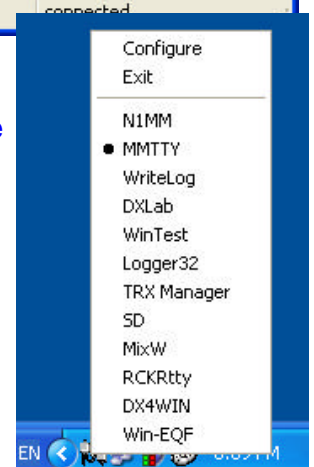 connected
Configure
Exit
N1MM
MMTTY
WriteLog
DXLab
WinTest
Logger32
TRX Manager
SD
MixW
RCKRtty
DX4WIN
Win-EQF
EN